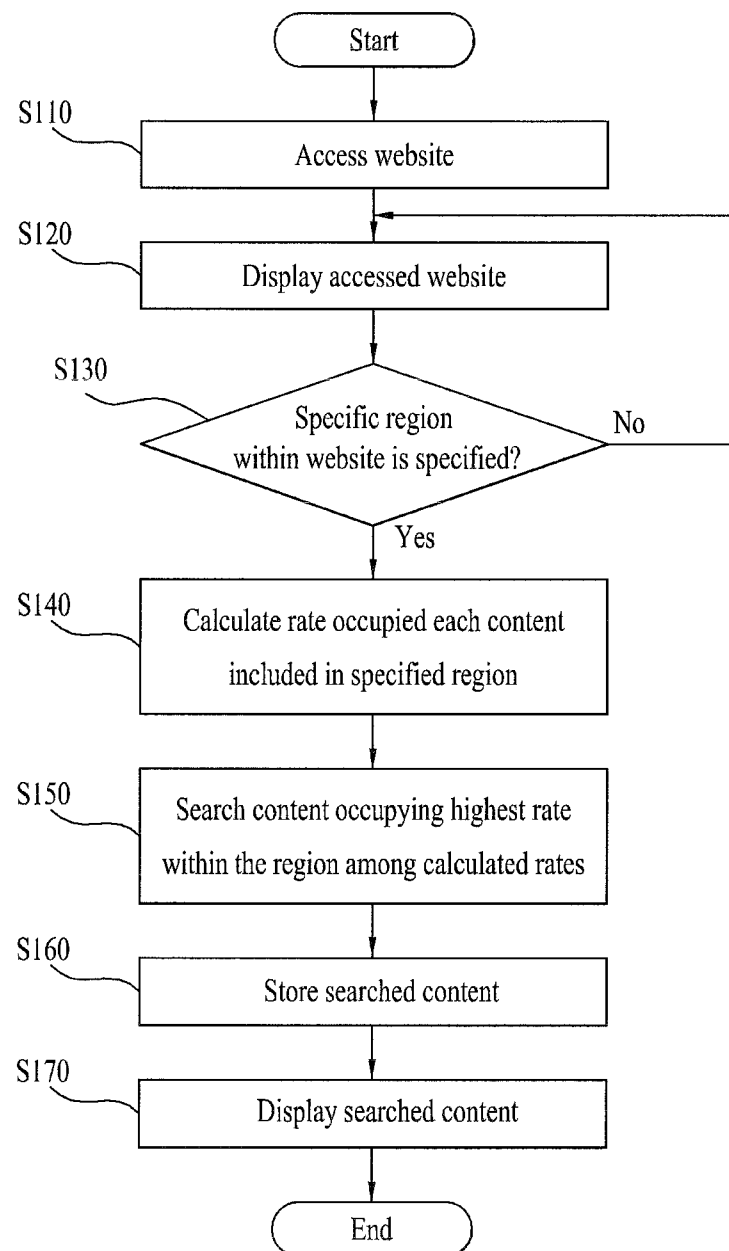 Start
S110
Access website
S120
Display accessed website
S130
Specific region
within website is specified?
No
Yes
S140
Calculate rate occupied each content
included in specified region
S150
Search content occupying highest rate
within the region among calculated rates
S160
Store searched content
S170
Display searched content
End